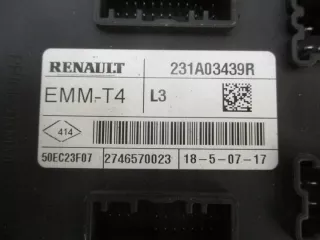 RENAULT 231A03439R
EMM-T4 L3
414
50EC23F07 2746570023 18-5-07-17